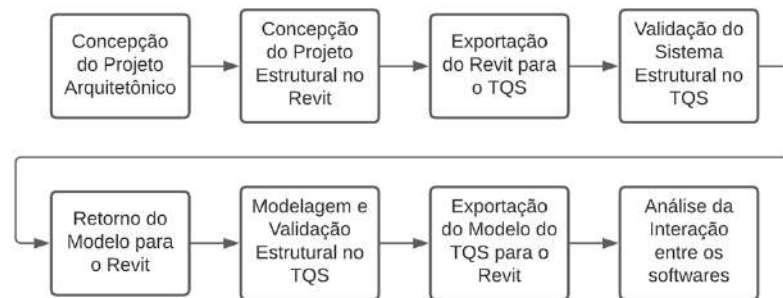 Concepção
do Projeto
Arquitetônico
Concepção
do Projeto
Estrutural no
Revit
Exportação
do Revit para
o TQS
Validação do
Sistema
Estrutural no
TQS
Retorno do
Modelo para
o Revit
Modelagem e
Validação
Estrutural no
TQS
Exportação
do Modelo do
TQS para o
Revit
Análise da
Interação
entre os
softwares